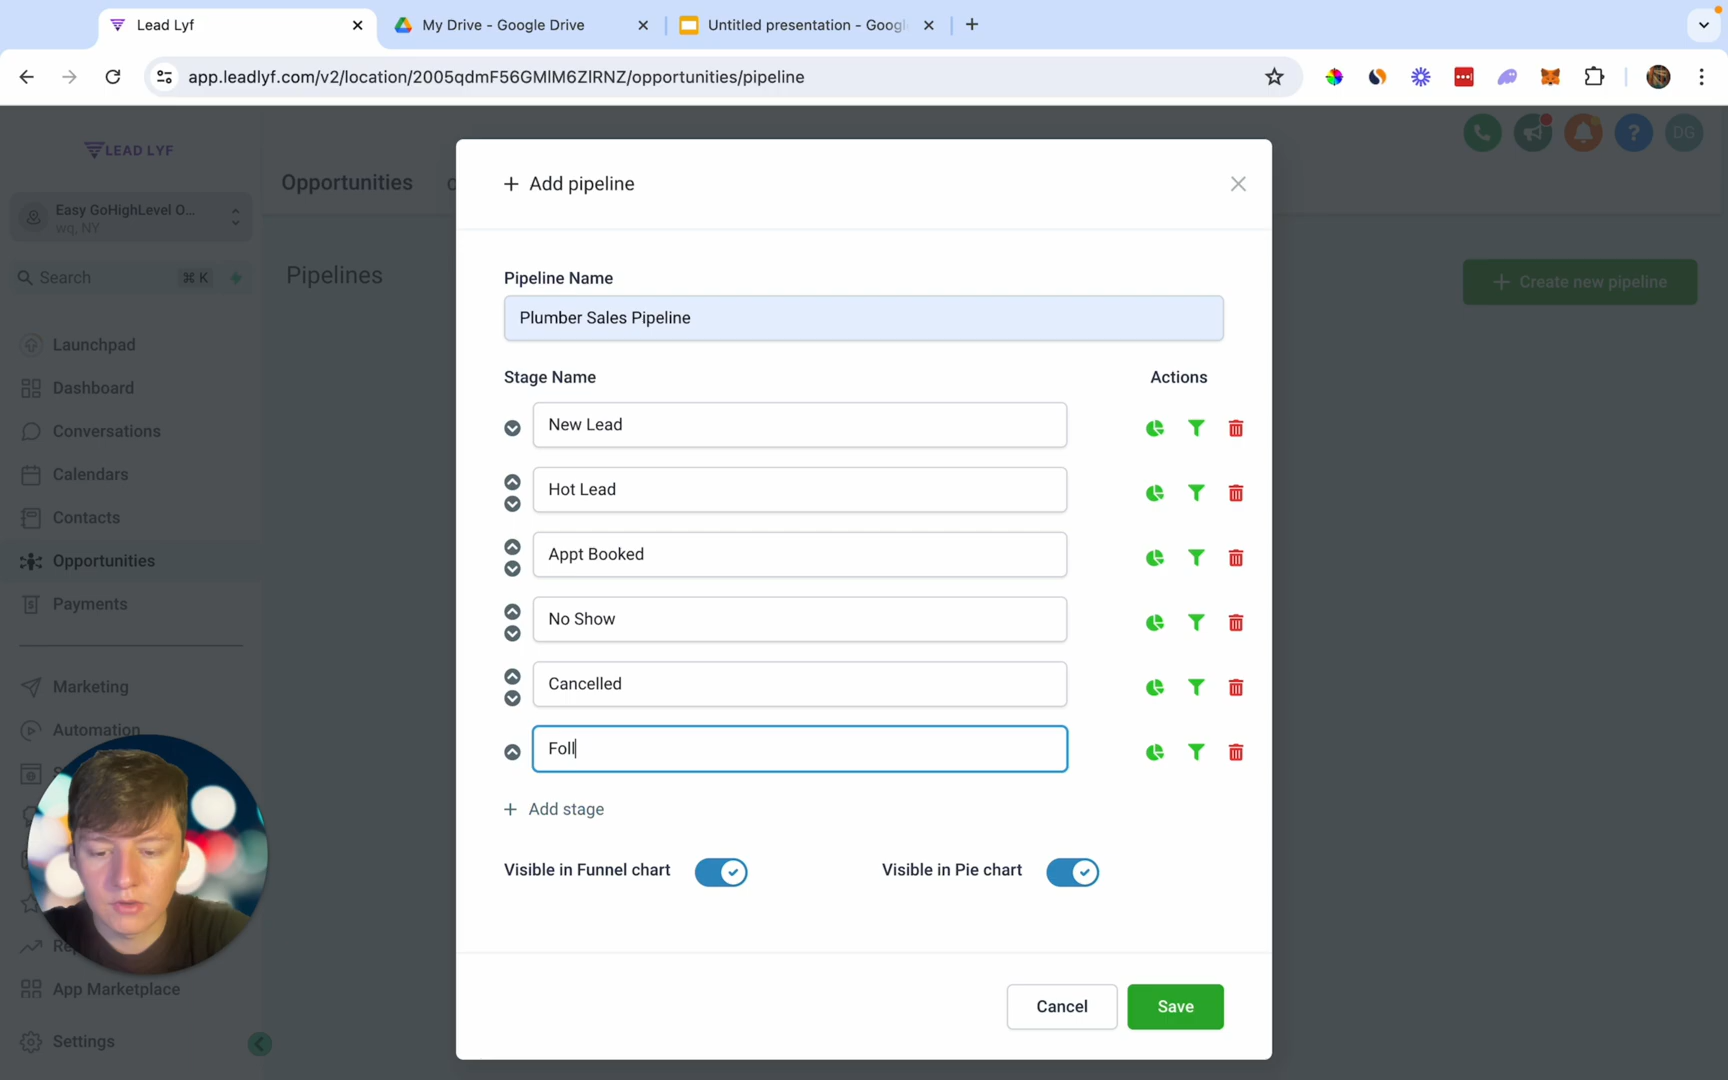 Lead Lyf
My Drive - Google Drive
Untitled presentation - Goog
app.leadlyf.com/v2/location/2005qdmF56GMlM6ZlRNZ/opportunities/pipeline
LEAD LYF
Easy GoHighLevel O...
wq, NY
Search
⌘ K
Launchpad
Dashboard
Conversations
Calendars
Contacts
Opportunities
Payments
Marketing
Automation
App Marketplace
Settings
Opportunities
Pipelines
Create new pipeline
DG
Add pipeline
Pipeline Name
Plumber Sales Pipeline
Stage Name
Actions
New Lead
Hot Lead
Appt Booked
No Show
Cancelled
Foll
+ Add stage
Visible in Funnel chart
Visible in Pie chart
Cancel
Save